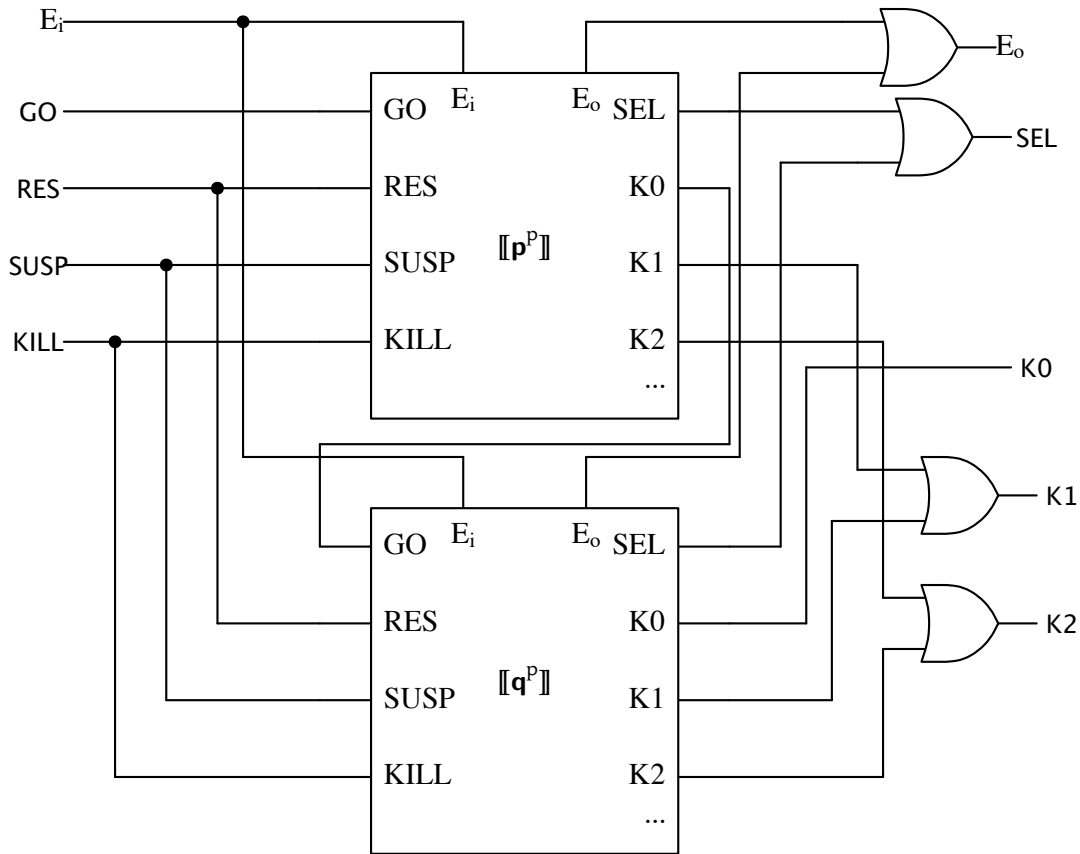 Eᵢ
Eₒ
Eᵢ Eₒ
GO GO SEL SEL
RES RES K0
⟦pᵖ⟧
SUSP SUSP K1
KILL KILL K2
K0
...
K1
GO Eᵢ Eₒ SEL
RES K0 K2
⟦qᵖ⟧
SUSP K1
KILL K2
...